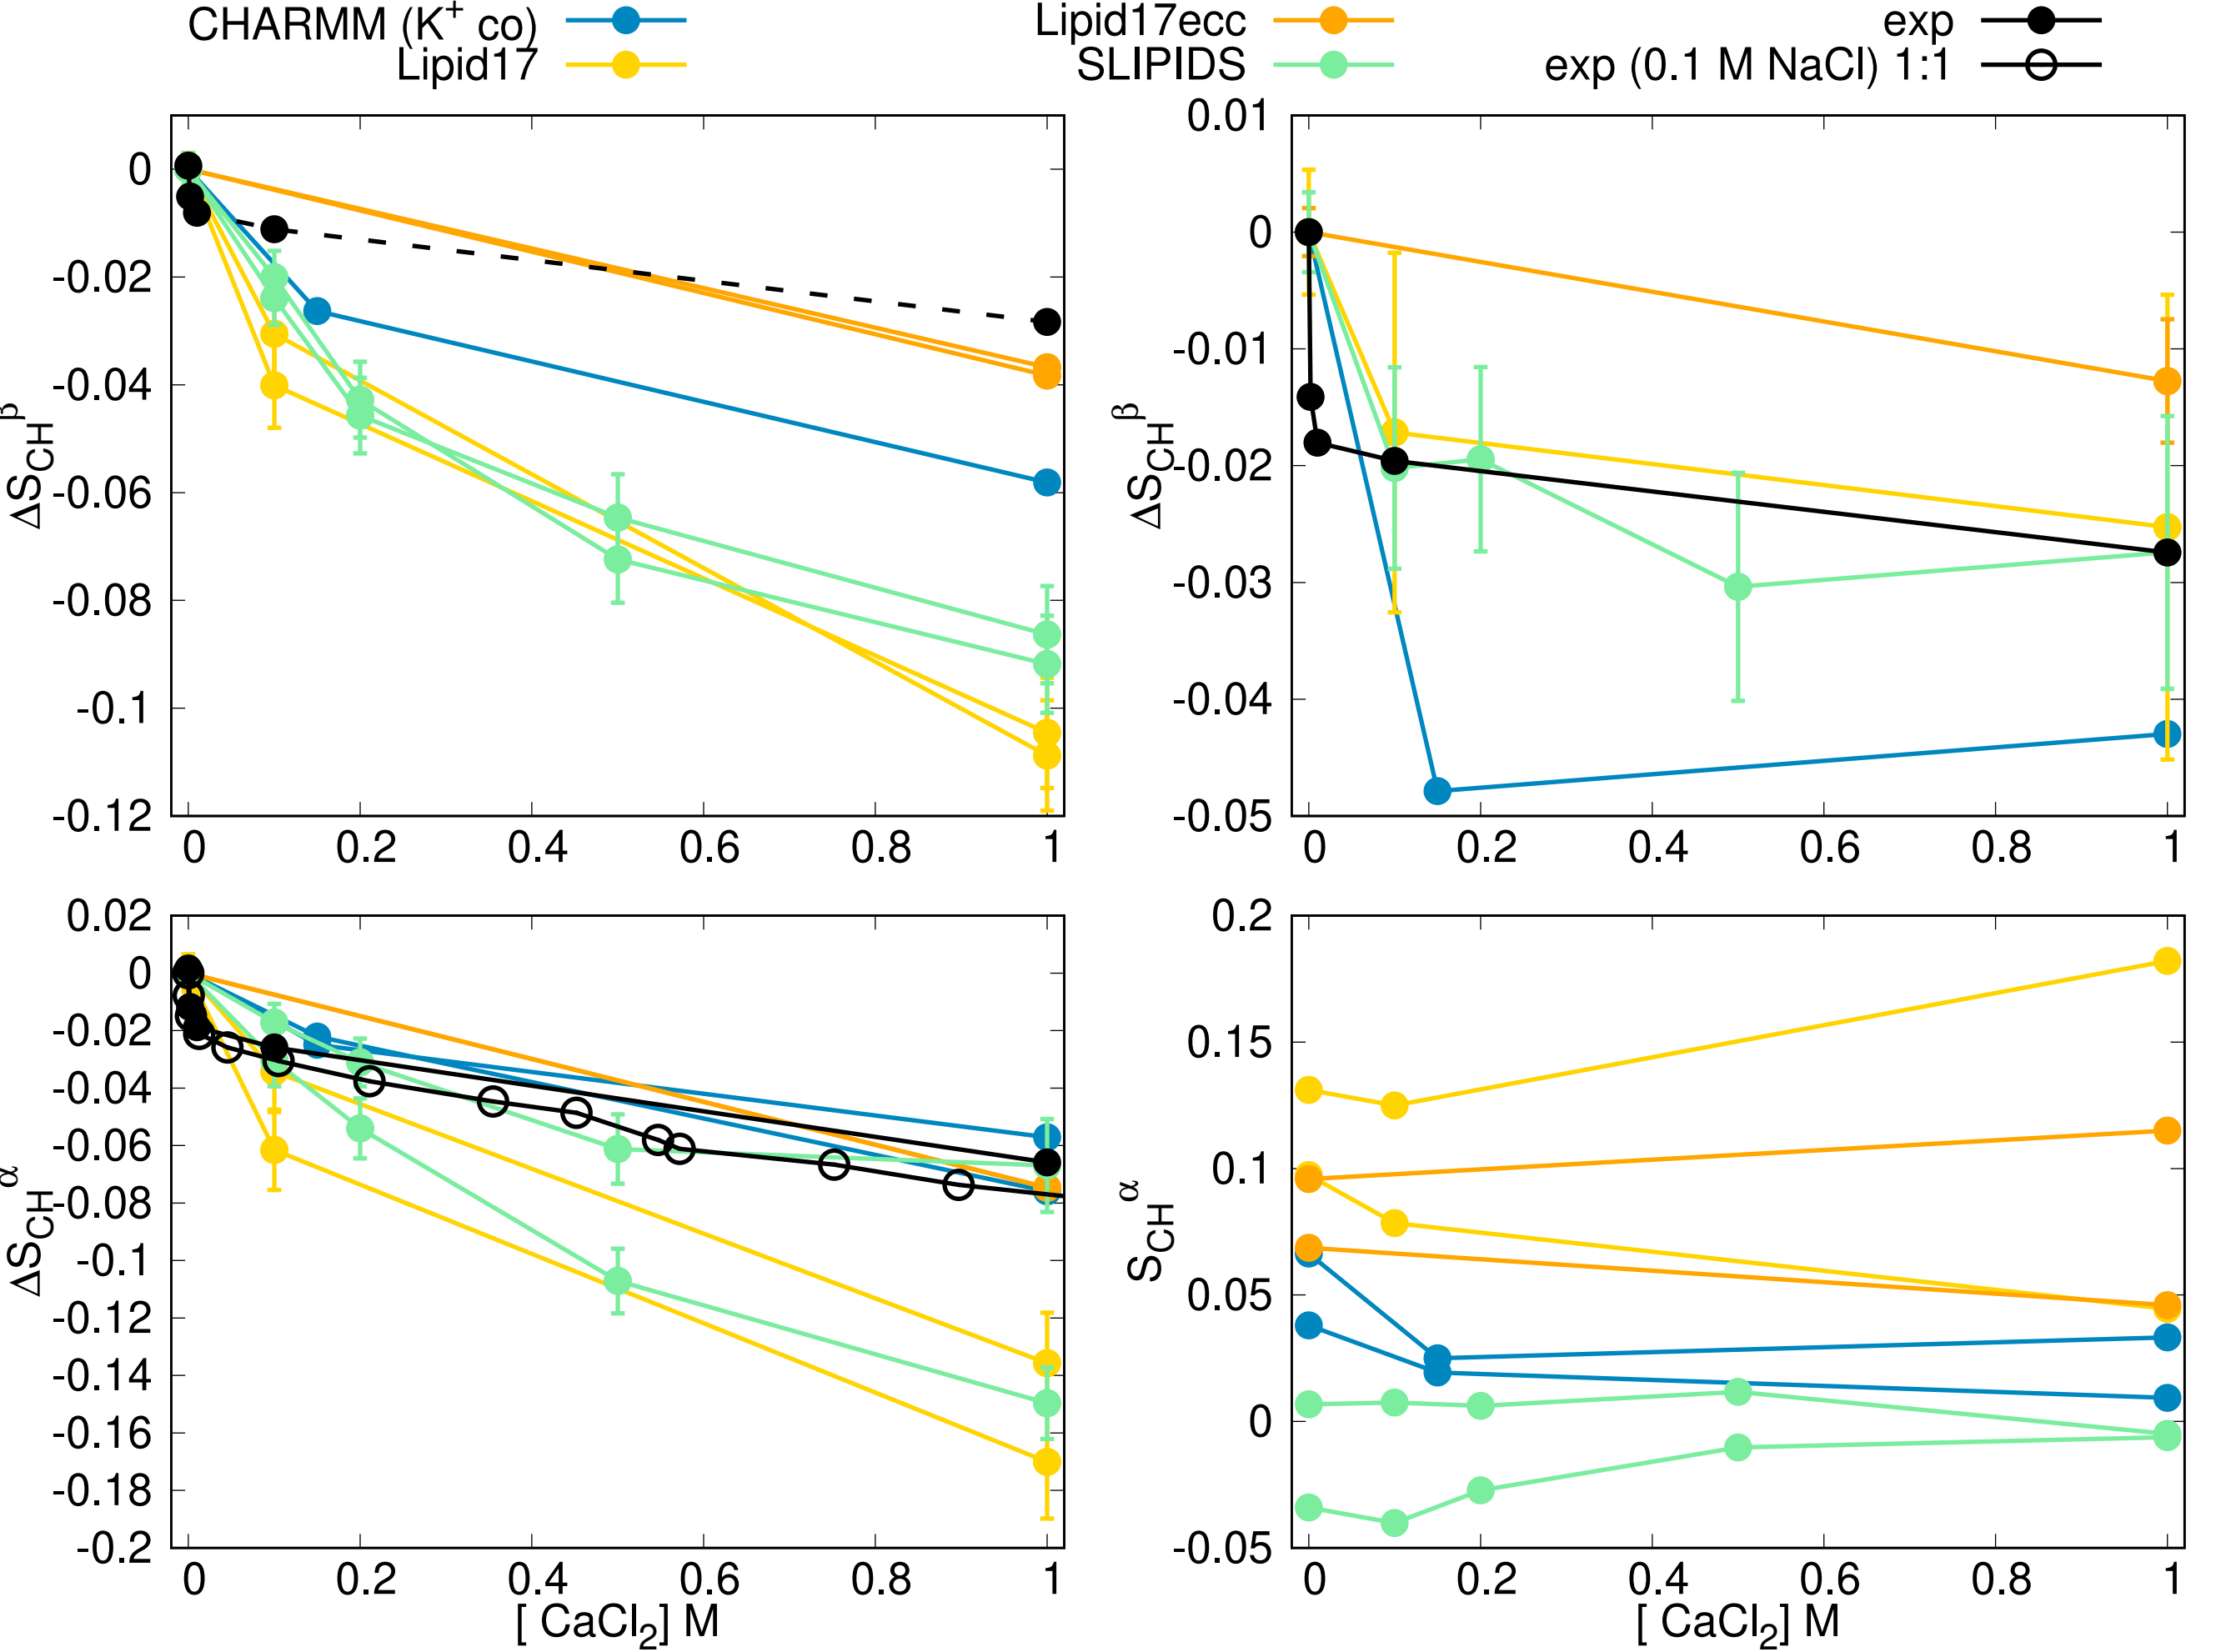 CHARMM (K⁺ co)
Lipid17
Lipid17ecc
SLIPIDS
exp
exp (0.1 M NaCl) 1:1
0
-0.02
-0.04
-0.06
-0.08
-0.1
-0.12
ΔS_CH^β
0 0.2 0.4 0.6 0.8 1
0.01
0
-0.01
-0.02
-0.03
-0.04
-0.05
ΔS_CH^β
0 0.2 0.4 0.6 0.8 1
0.02
0
-0.02
-0.04
-0.06
-0.08
-0.1
-0.12
-0.14
-0.16
-0.18
-0.2
ΔS_CH^α
0 0.2 0.4 0.6 0.8 1
[ CaCl₂] M
0.2
0.15
0.1
0.05
0
-0.05
S_CH^α
0 0.2 0.4 0.6 0.8 1
[ CaCl₂] M